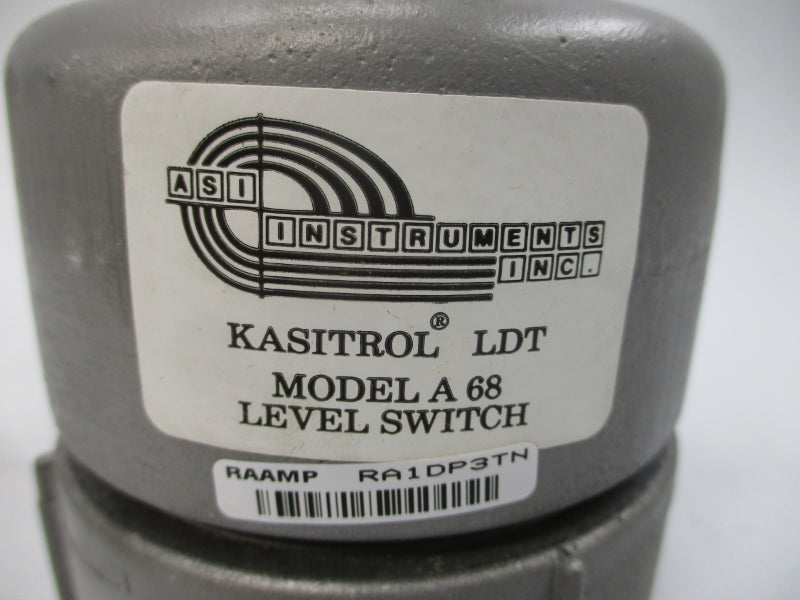 ASI
INSTRUMENTS
INC.
KASITROL® LDT
MODEL A 68
LEVEL SWITCH
RAAMP RA1DP3TN